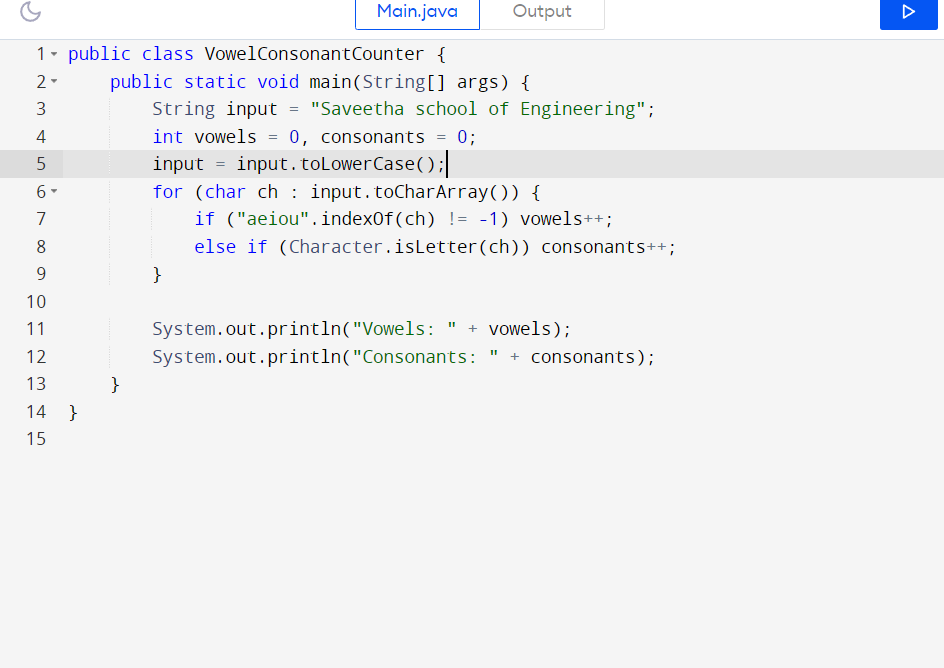 Main.java Output
1 public class VowelConsonantCounter {
2     public static void main(String[] args) {
3         String input = "Saveetha school of Engineering";
4         int vowels = 0, consonants = 0;
5         input = input.toLowerCase();
6         for (char ch : input.toCharArray()) {
7             if ("aeiou".indexOf(ch) != -1) vowels++;
8             else if (Character.isLetter(ch)) consonants++;
9         }
10
11         System.out.println("Vowels: " + vowels);
12         System.out.println("Consonants: " + consonants);
13     }
14 }
15